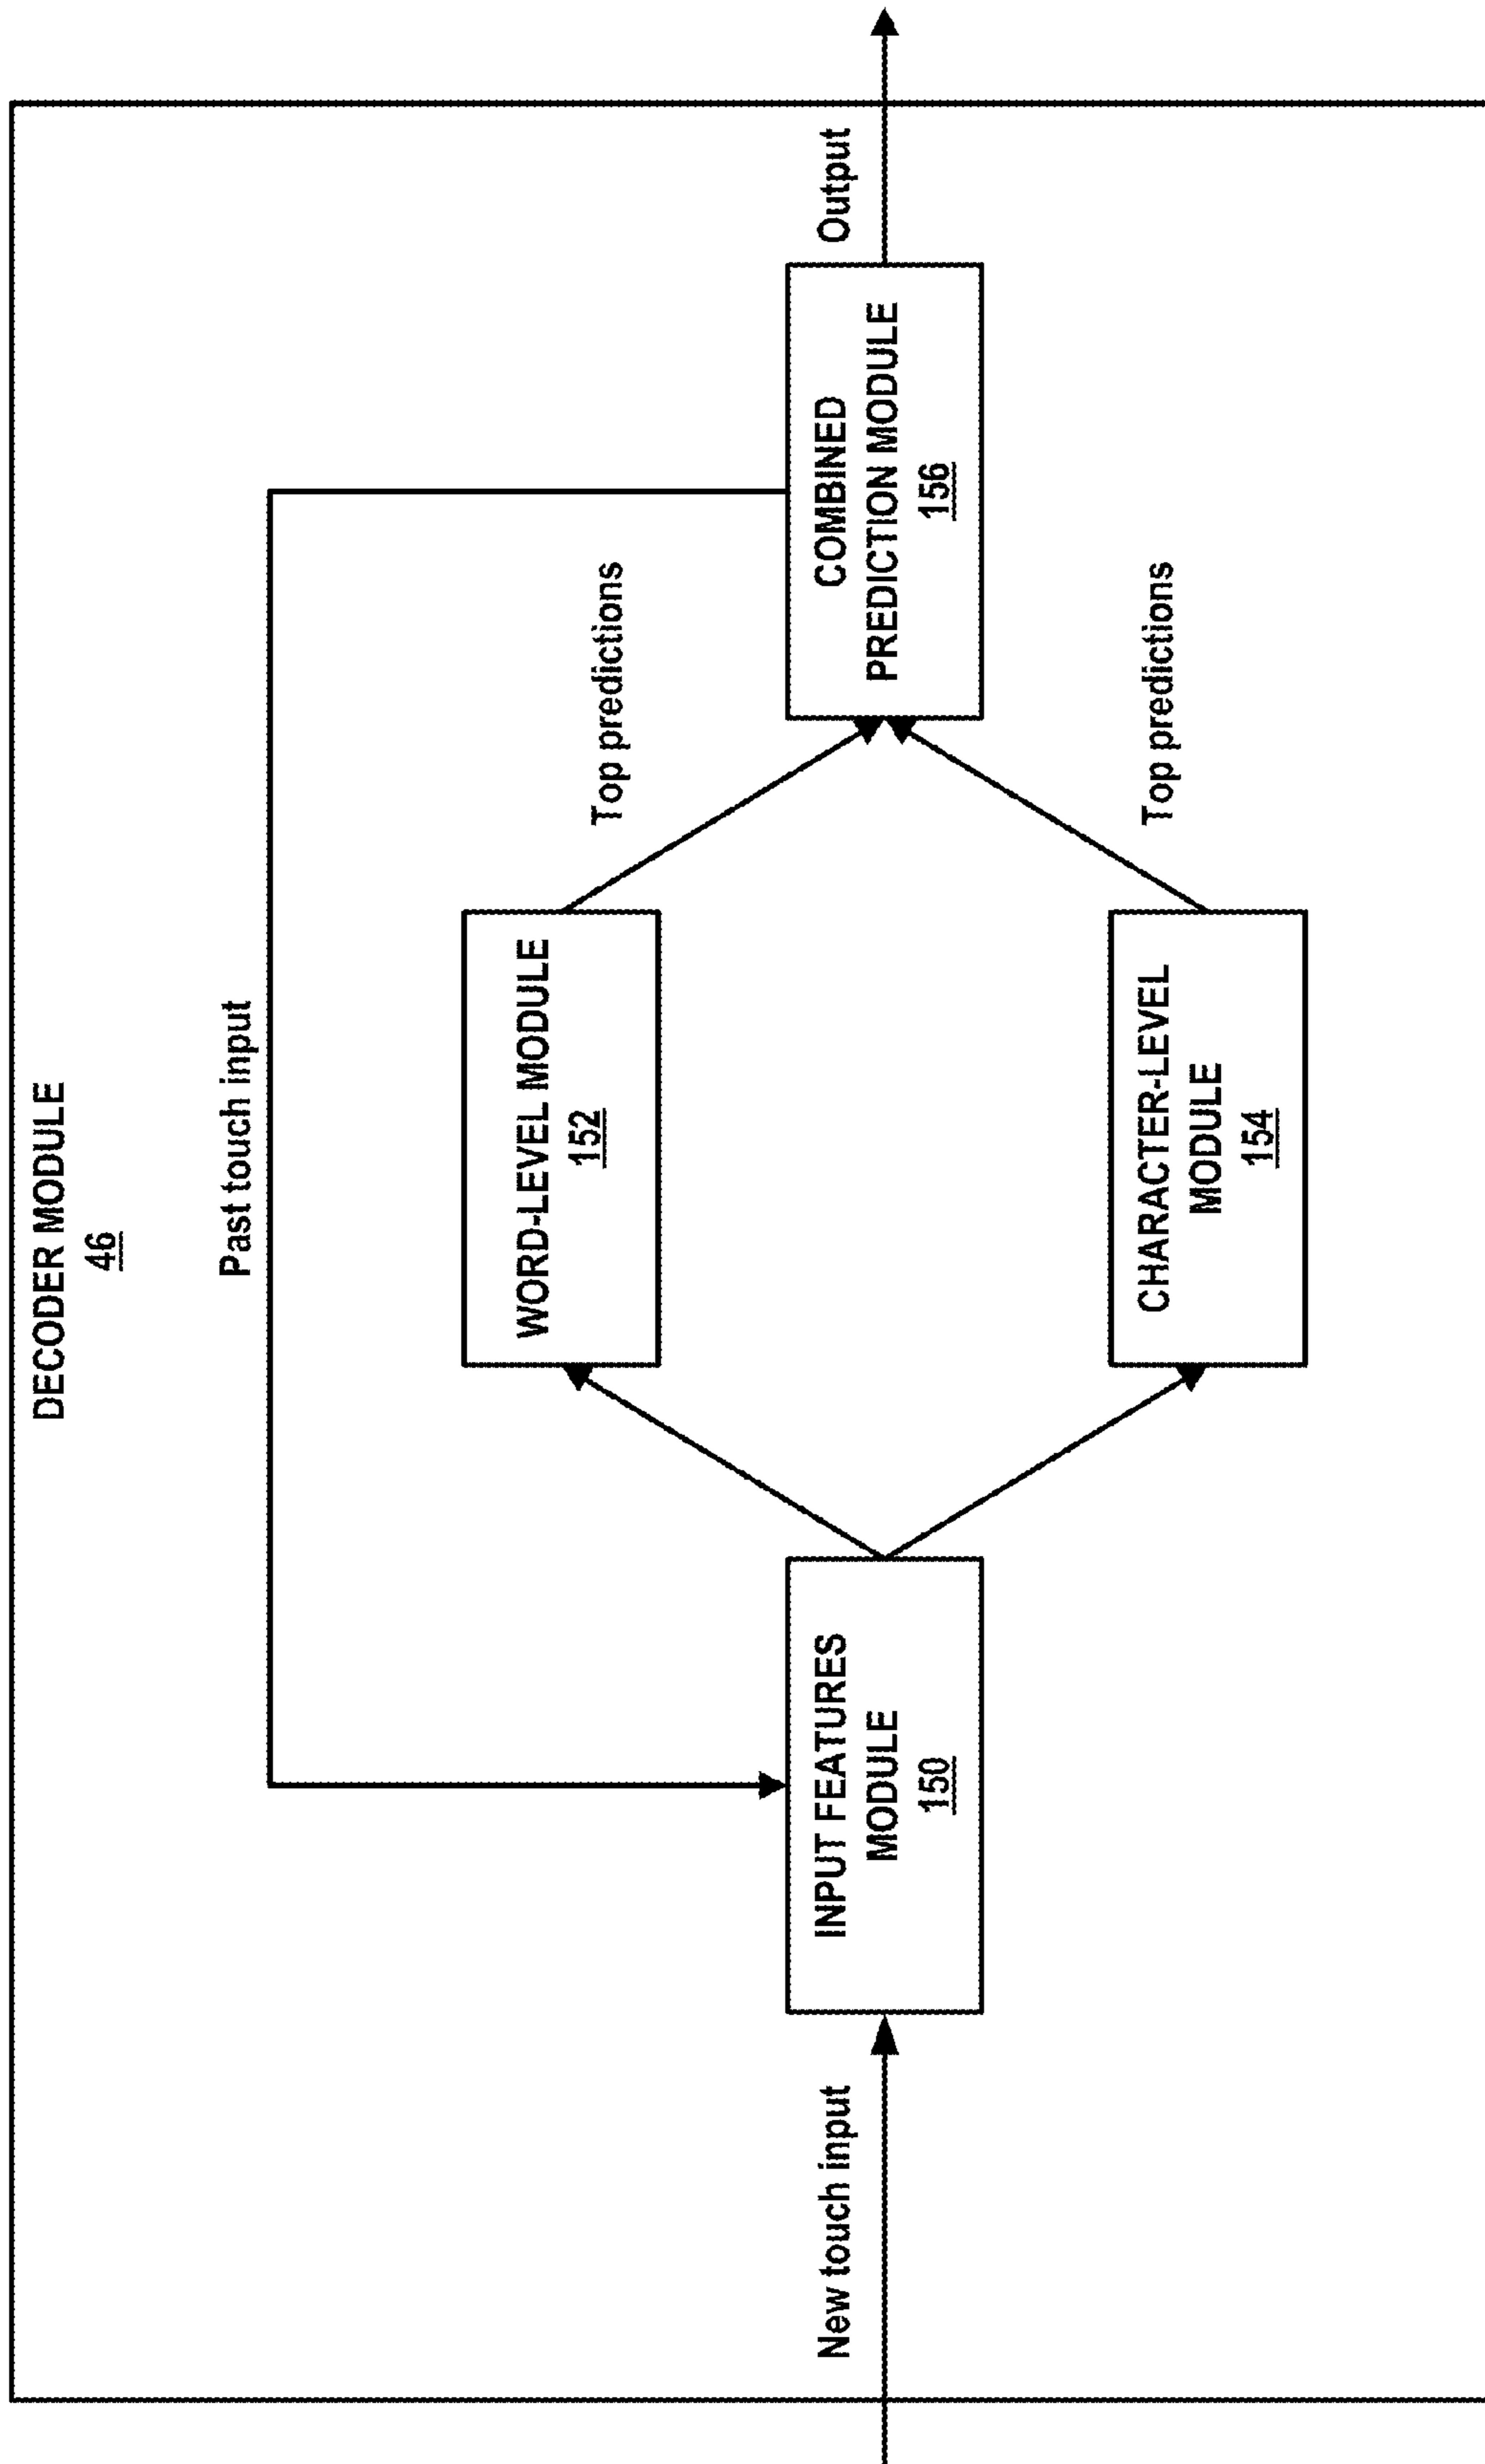 DECODER MODULE
46
Past touch input
New touch input
INPUT FEATURES
MODULE
150
WORD-LEVEL MODULE
152
CHARACTER-LEVEL
MODULE
154
Top predictions
Top predictions
COMBINED
PREDICTION MODULE
156
Output